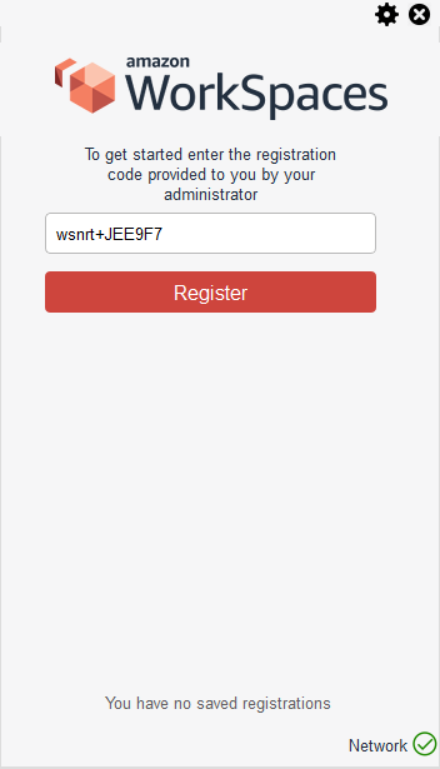 amazon
WorkSpaces
To get started enter the registration
code provided to you by your
administrator
wsnrt+JEE9F7
Register
You have no saved registrations
Network